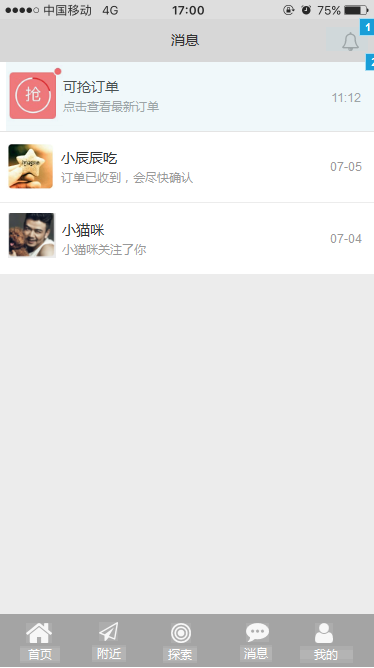 中国移动 4G 17:00 75%
消息
1
2
抢
可抢订单
点击查看最新订单
11:12
小辰辰吃
订单已收到，会尽快确认
07-05
小猫咪
小猫咪关注了你
07-04
首页 附近 探索 消息 我的